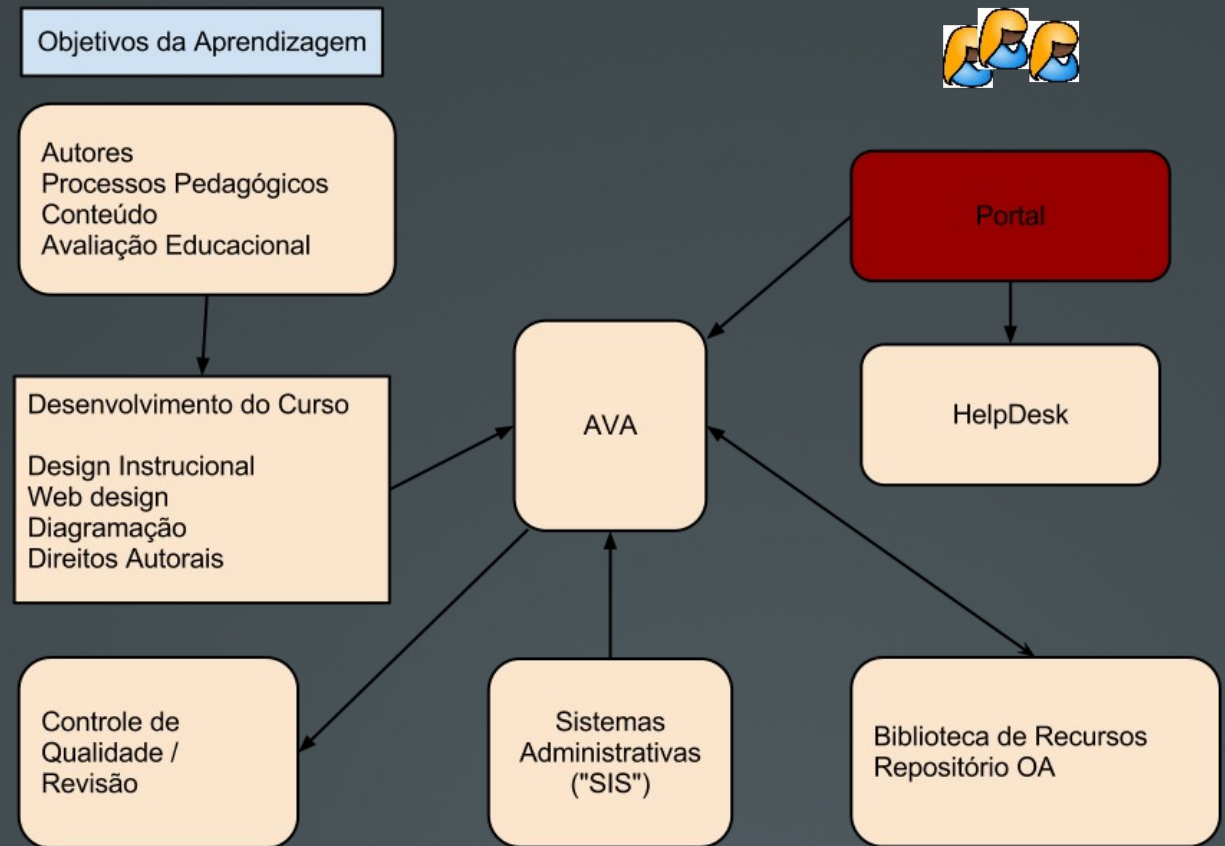 Objetivos da Aprendizagem
Autores
Processos Pedagógicos
Conteúdo
Avaliação Educacional
Portal
Desenvolvimento do Curso
Design Instrucional
Web design
Diagramação
Direitos Autorais
AVA
HelpDesk
Controle de
Qualidade /
Revisão
Sistemas
Administrativas
("SIS")
Biblioteca de Recursos
Repositório OA